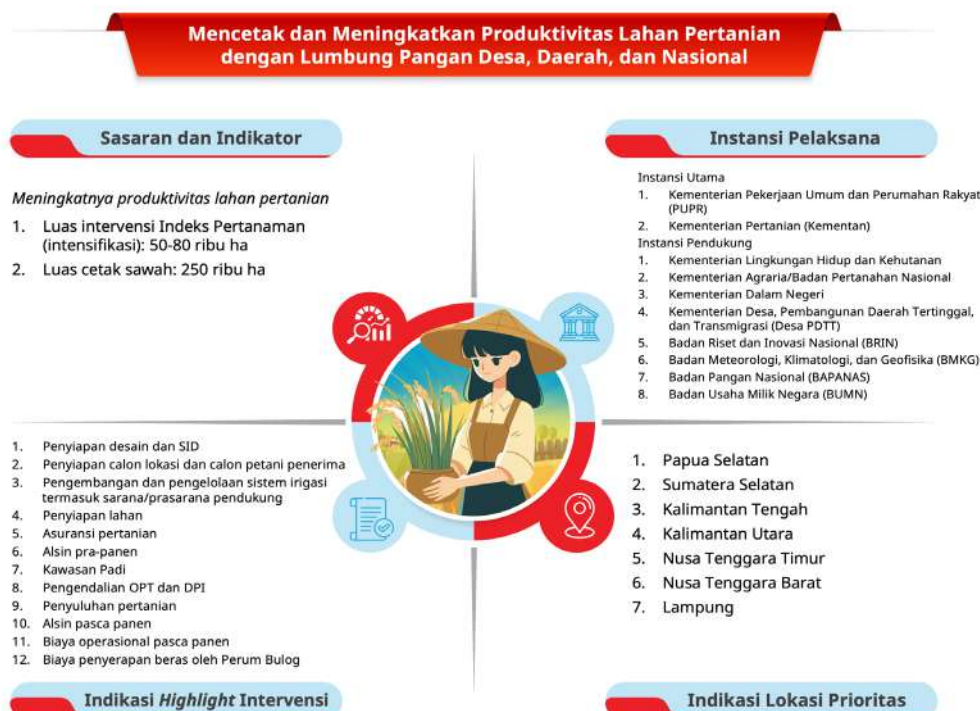 Mencetak dan Meningkatkan Produktivitas Lahan Pertanian
dengan Lumbung Pangan Desa, Daerah, dan Nasional
Sasaran dan Indikator
Meningkatnya produktivitas lahan pertanian
1. Luas intervensi Indeks Pertanaman
(intensifikasi): 50-80 ribu ha
2. Luas cetak sawah: 250 ribu ha
Instansi Pelaksana
Instansi Utama
1. Kementerian Pekerjaan Umum dan Perumahan Rakyat
(PUPR)
2. Kementerian Pertanian (Kementan)
Instansi Pendukung
1. Kementerian Lingkungan Hidup dan Kehutanan
2. Kementerian Agraria/Badan Pertanahan Nasional
3. Kementerian Dalam Negeri
4. Kementerian Desa, Pembangunan Daerah Tertinggal,
dan Transmigrasi (Desa PDTT)
5. Badan Riset dan Inovasi Nasional (BRIN)
6. Badan Meteorologi, Klimatologi, dan Geofisika (BMKG)
7. Badan Pangan Nasional (BAPANAS)
8. Badan Usaha Milik Negara (BUMN)
1. Penyiapan desain dan SID
2. Penyiapan calon lokasi dan calon petani penerima
3. Pengembangan dan pengelolaan sistem irigasi
termasuk sarana/prasarana pendukung
4. Penyiapan lahan
5. Asuransi pertanian
6. Alsin pra-panen
7. Kawasan Padi
8. Pengendalian OPT dan DPI
9. Penyuluhan pertanian
10. Alsin pasca panen
11. Biaya operasional pasca panen
12. Biaya penyerapan beras oleh Perum Bulog
Indikasi Highlight Intervensi
1. Papua Selatan
2. Sumatera Selatan
3. Kalimantan Tengah
4. Kalimantan Utara
5. Nusa Tenggara Timur
6. Nusa Tenggara Barat
7. Lampung
Indikasi Lokasi Prioritas